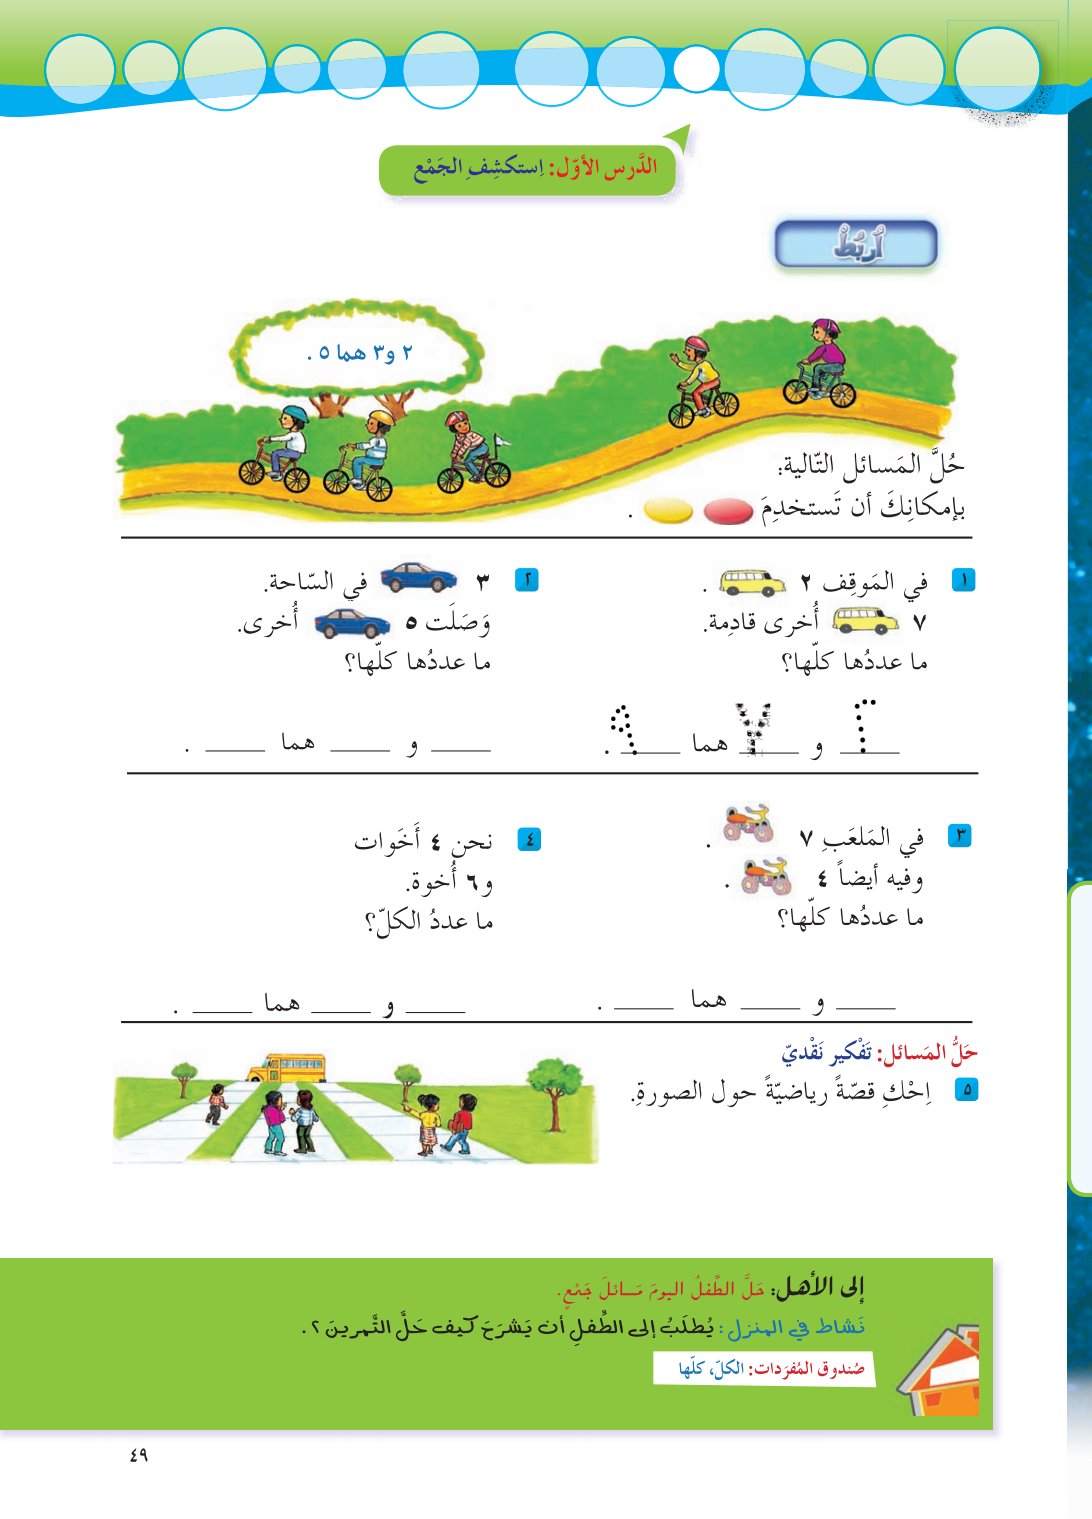 الدَّرس الأوّل: اِستكشِفِ الجَمْع
أربُطُ
٢ و٣ هما ٥ .
حُلَّ المَسائل التّالية:
بإمكانِكَ أن تَستخدِمَ .
١ في المَوقِف ٢ .
٧ أُخرى قادِمة.
ما عددُها كلّها؟
٢ و ٧ هما ٩ .
٢ ٣ في السّاحة.
وَصَلَت ٥ أُخرى.
ما عددُها كلّها؟
____ و ____ هما ____ .
٣ في المَلعَبِ ٧ .
وفيه أيضاً ٤ .
ما عددُها كلّها؟
____ و ____ هما ____ .
٤ نحن ٤ أَخَوات
و٦ أُخوة.
ما عددُ الكلّ؟
____ و ____ هما ____ .
حَلُّ المَسائل: تَفْكير نَقْديّ
٥ اِحْكِ قصّةً رياضيّةً حول الصورةِ.
إلى الأهل: حَلَّ الطِّفلُ اليومَ مَسائلَ جَمْعٍ.
نَشاط في المنزل: يُطلَبُ إلى الطِّفلِ أن يَشرَحَ كيف حَلَّ التَّمرينَ ٢.
صُندوق المُفرَدات: الكلّ، كلّها
٤٩